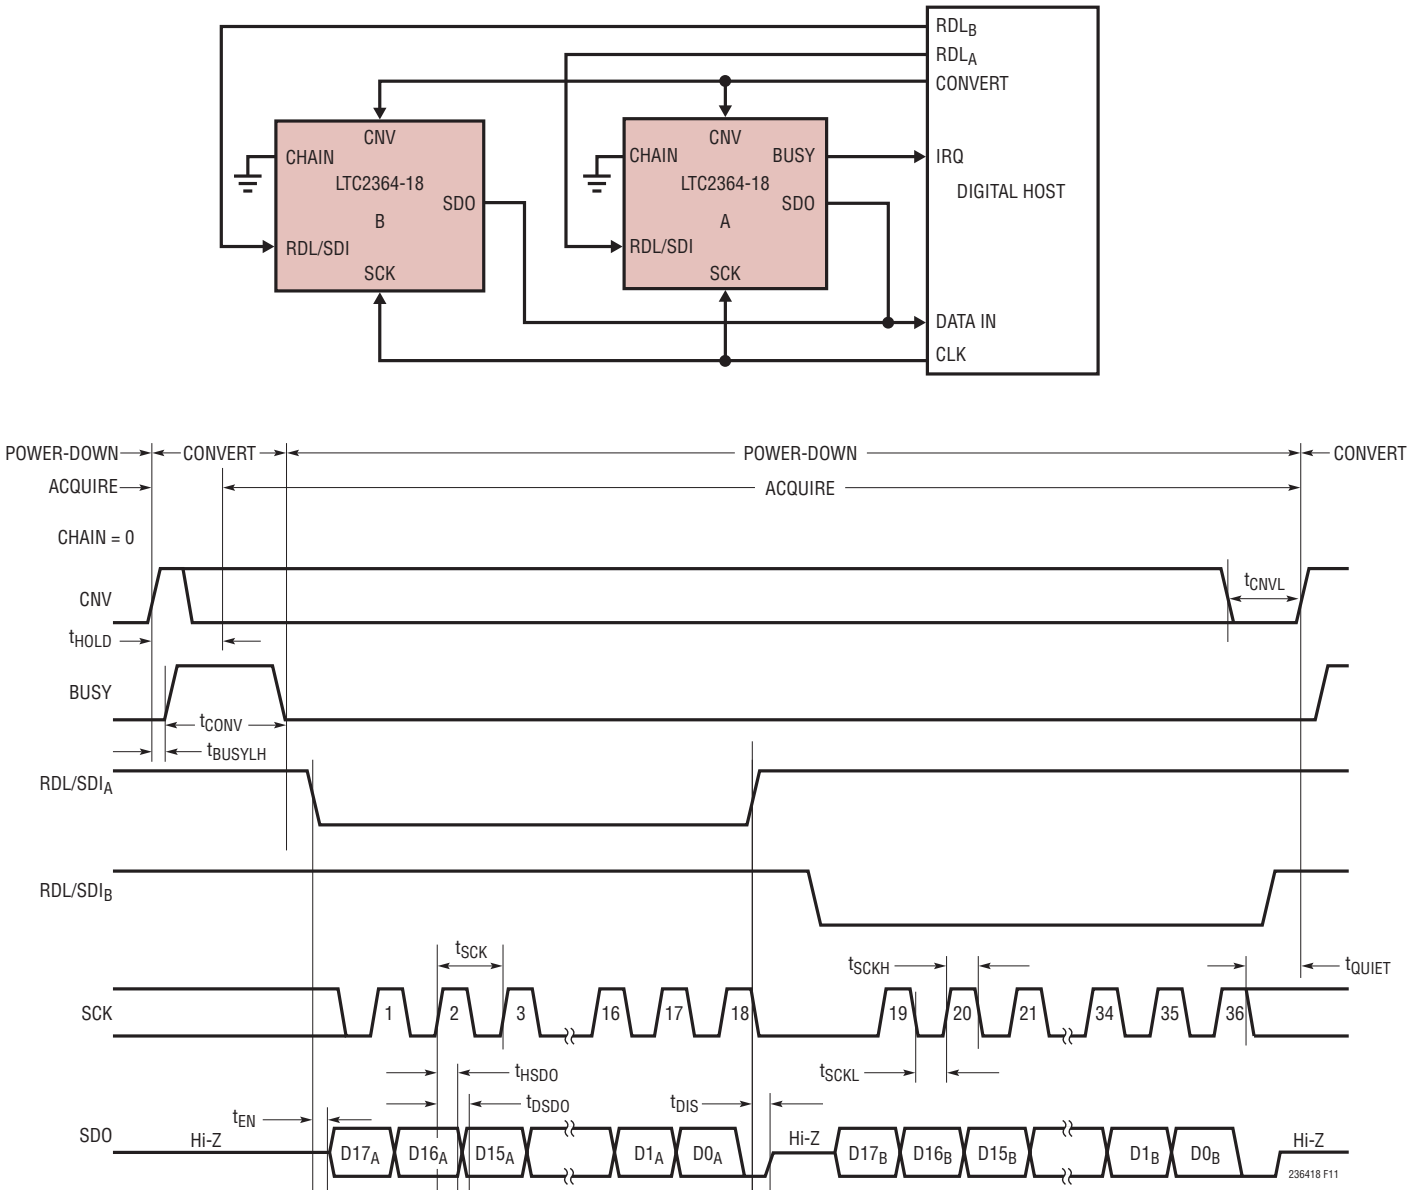 RDLB
RDLA
CONVERT
CNV
CHAIN
LTC2364-18
SDO
B
RDL/SDI
SCK
CNV
CHAIN
BUSY
LTC2364-18
SDO
A
RDL/SDI
SCK
IRQ
DIGITAL HOST
DATA IN
CLK
POWER-DOWN CONVERT POWER-DOWN CONVERT
ACQUIRE ACQUIRE
CHAIN = 0
CNV
tCNVL
tHOLD
BUSY
tCONV
tBUSYLH
RDL/SDIA
RDL/SDIB
tSCK
tSCKH
tQUIET
SCK 1 2 3 16 17 18 19 20 21 34 35 36
tHSDO
tSCKL
tEN
tDSDO
tDIS
SDO Hi-Z D17A D16A D15A D1A D0A Hi-Z D17B D16B D15B D1B D0B Hi-Z
236418 F11